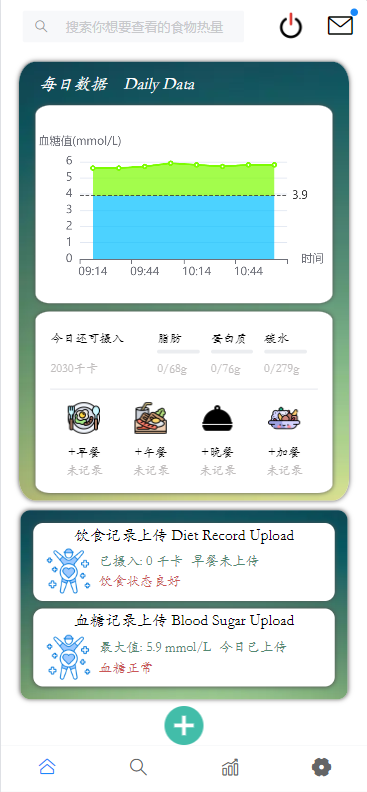 搜索你想要查看的食物热量
每日数据 Daily Data
血糖值(mmol/L)
6
5
4
3.9
3
2
1
0
时间
09:14 09:44 10:14 10:44
今日还可摄入 脂肪 蛋白质 碳水
2030千卡 0/68g 0/76g 0/279g
+早餐 +午餐 +晚餐 +加餐
未记录 未记录 未记录 未记录
饮食记录上传 Diet Record Upload
已摄入: 0 千卡 早餐未上传
饮食状态良好
血糖记录上传 Blood Sugar Upload
最大值: 5.9 mmol/L 今日已上传
血糖正常